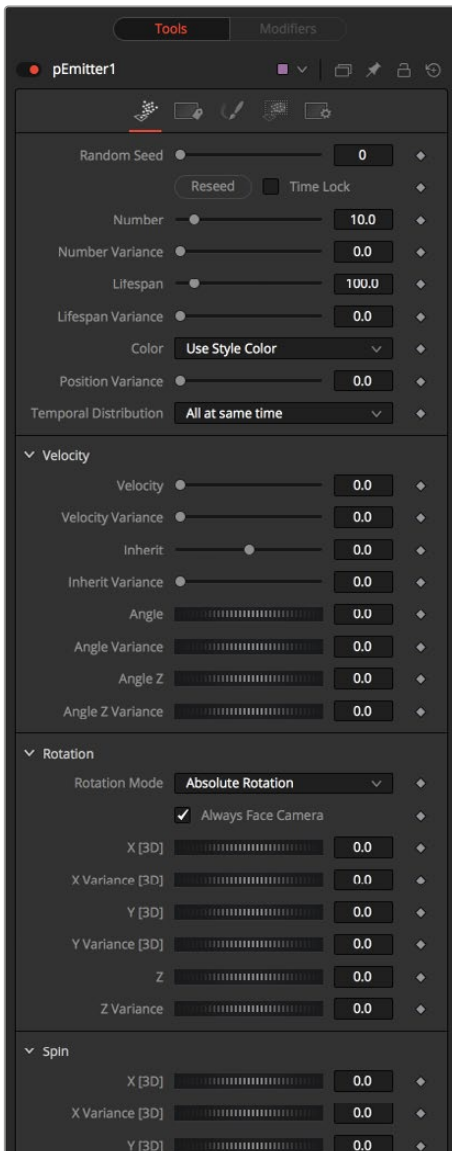 Tools Modifiers
pEmitter1
Random Seed 0
Reseed Time Lock
Number 10.0
Number Variance 0.0
Lifespan 100.0
Lifespan Variance 0.0
Color Use Style Color
Position Variance 0.0
Temporal Distribution All at same time
Velocity
Velocity 0.0
Velocity Variance 0.0
Inherit 0.0
Inherit Variance 0.0
Angle 0.0
Angle Variance 0.0
Angle Z 0.0
Angle Z Variance 0.0
Rotation
Rotation Mode Absolute Rotation
Always Face Camera
X [3D] 0.0
X Variance [3D] 0.0
Y [3D] 0.0
Y Variance [3D] 0.0
Z 0.0
Z Variance 0.0
Spin
X [3D] 0.0
X Variance [3D] 0.0
Y [3D] 0.0